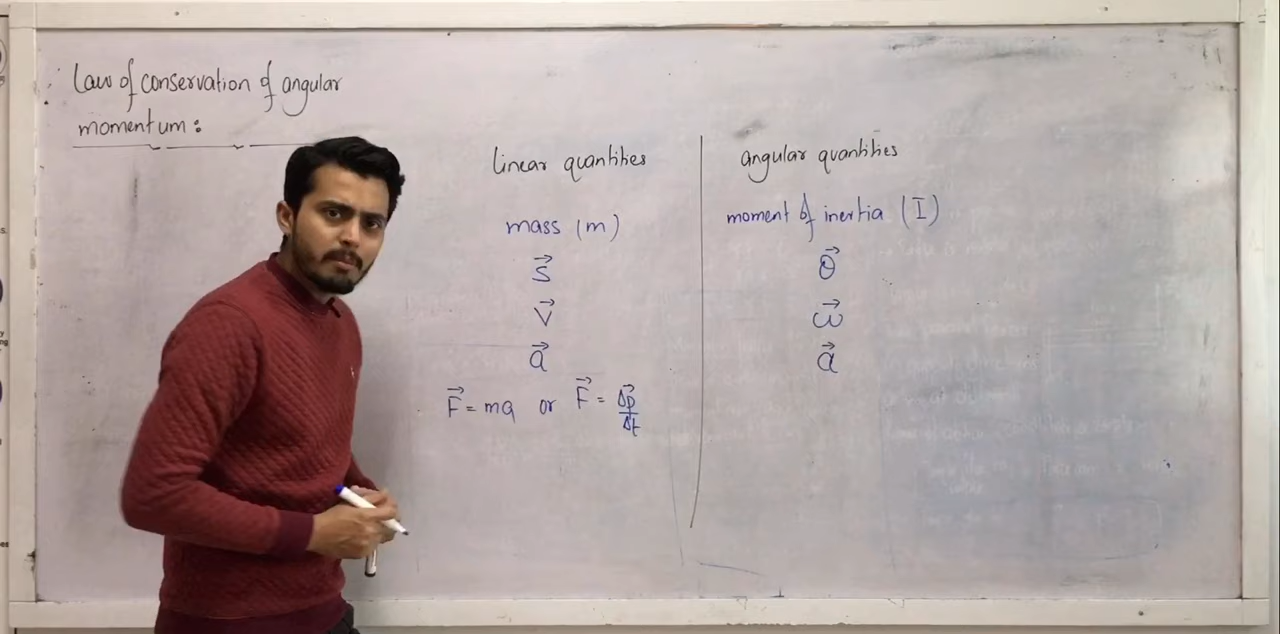 Law of conservation of angular
momentum :
linear quantities
mass (m)
S⃗
V⃗
a⃗
F⃗ = ma or F⃗ = ΔP⃗/Δt
angular quantities
moment of inertia (I)
θ⃗
ω⃗
α⃗